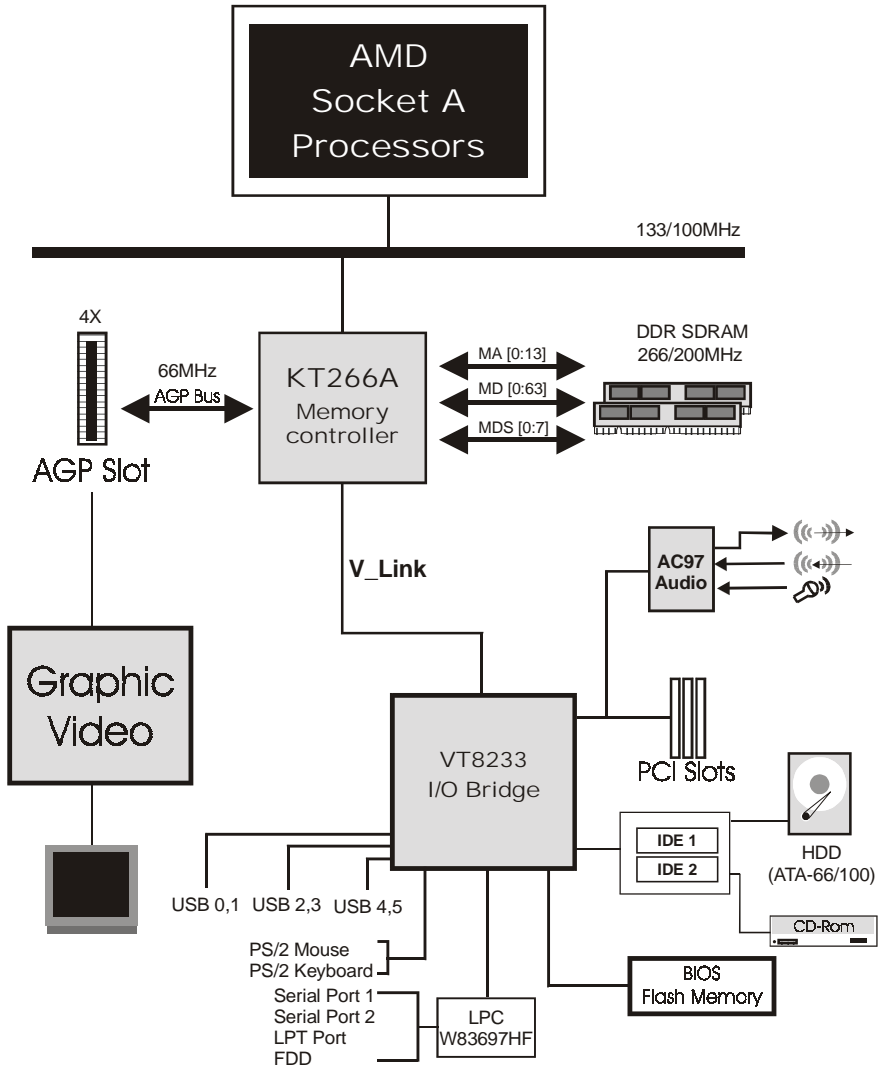 AMD
Socket A
Processors
133/100MHz
4X
66MHz
AGP Bus
AGP Slot
KT266A
Memory
controller
MA [0:13]
MD [0:63]
MDS [0:7]
DDR SDRAM
266/200MHz
V_Link
AC97
Audio
Graphic
Video
VT8233
I/O Bridge
PCI Slots
IDE 1
IDE 2
HDD
(ATA-66/100)
CD-Rom
USB 0,1
USB 2,3
USB 4,5
PS/2 Mouse
PS/2 Keyboard
Serial Port 1
Serial Port 2
LPT Port
FDD
LPC
W83697HF
BIOS
Flash Memory